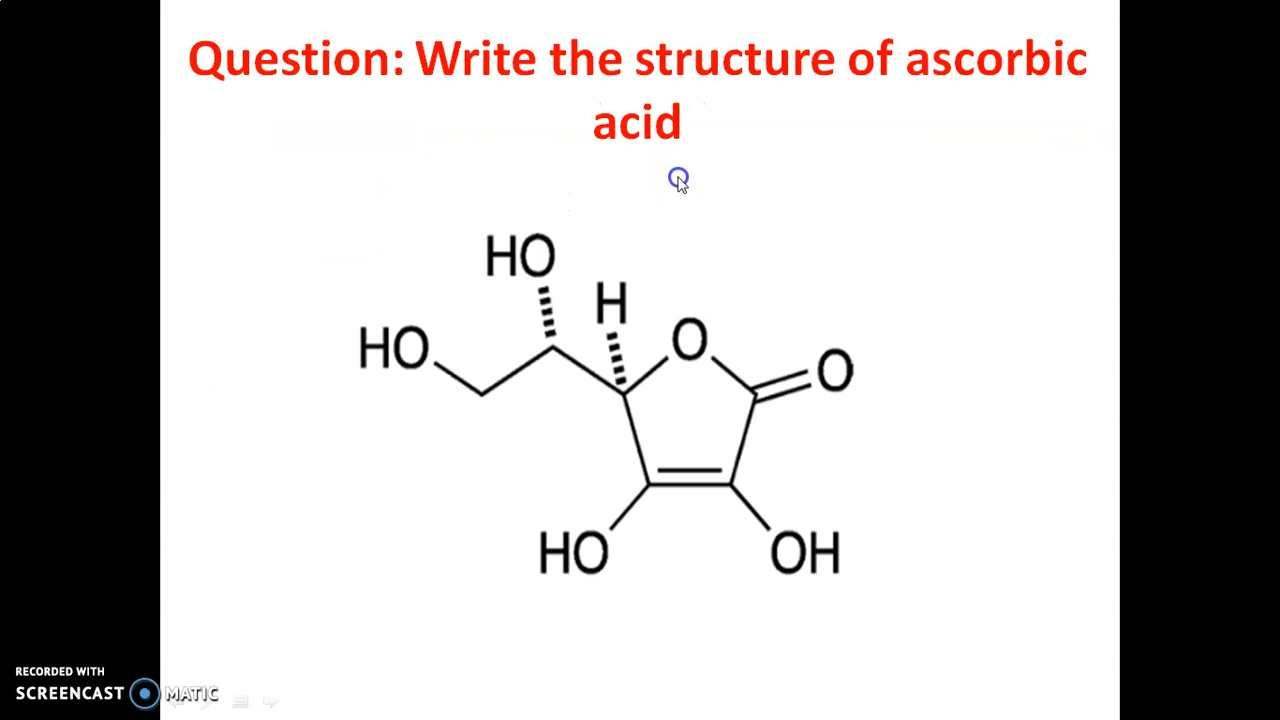 Question: Write the structure of ascorbic
acid
HO
H
HO
O
O
HO
OH
RECORDED WITH
SCREENCAST MATIC